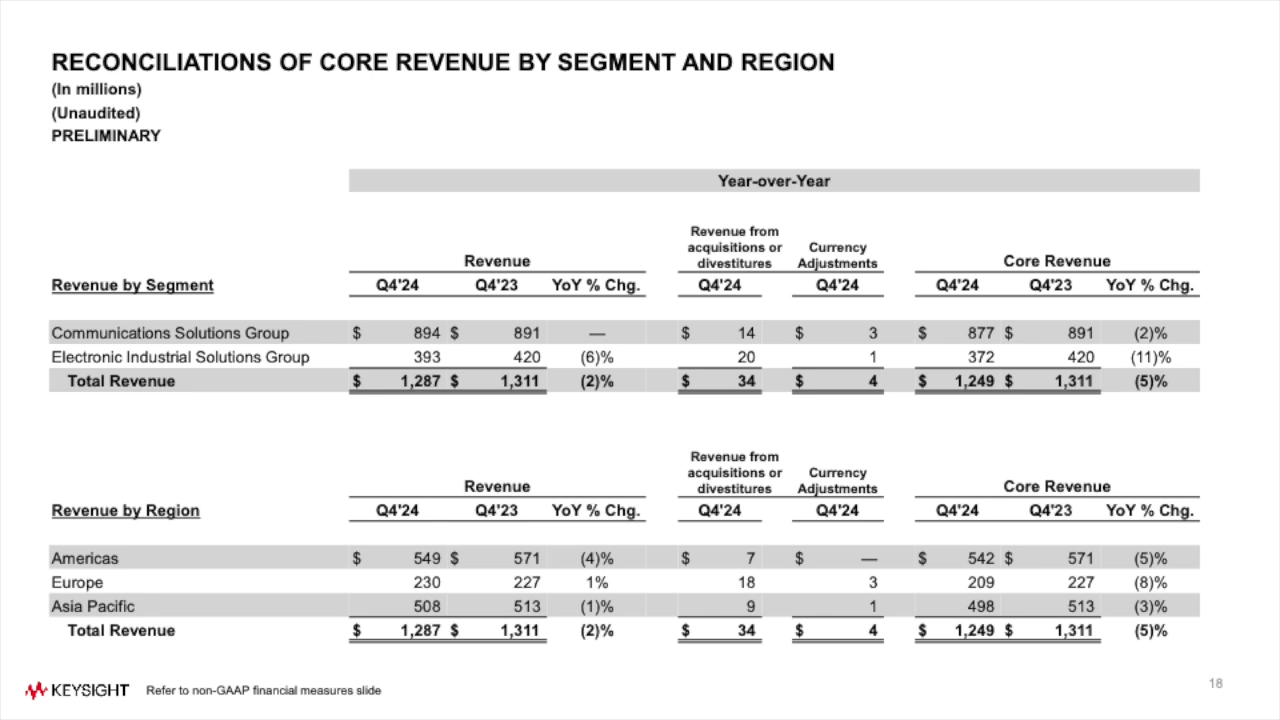 RECONCILIATIONS OF CORE REVENUE BY SEGMENT AND REGION
(In millions)
(Unaudited)
PRELIMINARY
Year-over-Year
Revenue Revenue from acquisitions or divestitures Currency Adjustments Core Revenue
Revenue by Segment Q4'24 Q4'23 YoY % Chg. Q4'24 Q4'24 Q4'24 Q4'23 YoY % Chg.
Communications Solutions Group $ 894 $ 891 — $ 14 $ 3 $ 877 $ 891 (2)%
Electronic Industrial Solutions Group 393 420 (6)% 20 1 372 420 (11)%
Total Revenue $ 1,287 $ 1,311 (2)% $ 34 $ 4 $ 1,249 $ 1,311 (5)%
Revenue Revenue from acquisitions or divestitures Currency Adjustments Core Revenue
Revenue by Region Q4'24 Q4'23 YoY % Chg. Q4'24 Q4'24 Q4'24 Q4'23 YoY % Chg.
Americas $ 549 $ 571 (4)% $ 7 $ — $ 542 $ 571 (5)%
Europe 230 227 1% 18 3 209 227 (8)%
Asia Pacific 508 513 (1)% 9 1 498 513 (3)%
Total Revenue $ 1,287 $ 1,311 (2)% $ 34 $ 4 $ 1,249 $ 1,311 (5)%
KEYSIGHT Refer to non-GAAP financial measures slide
18